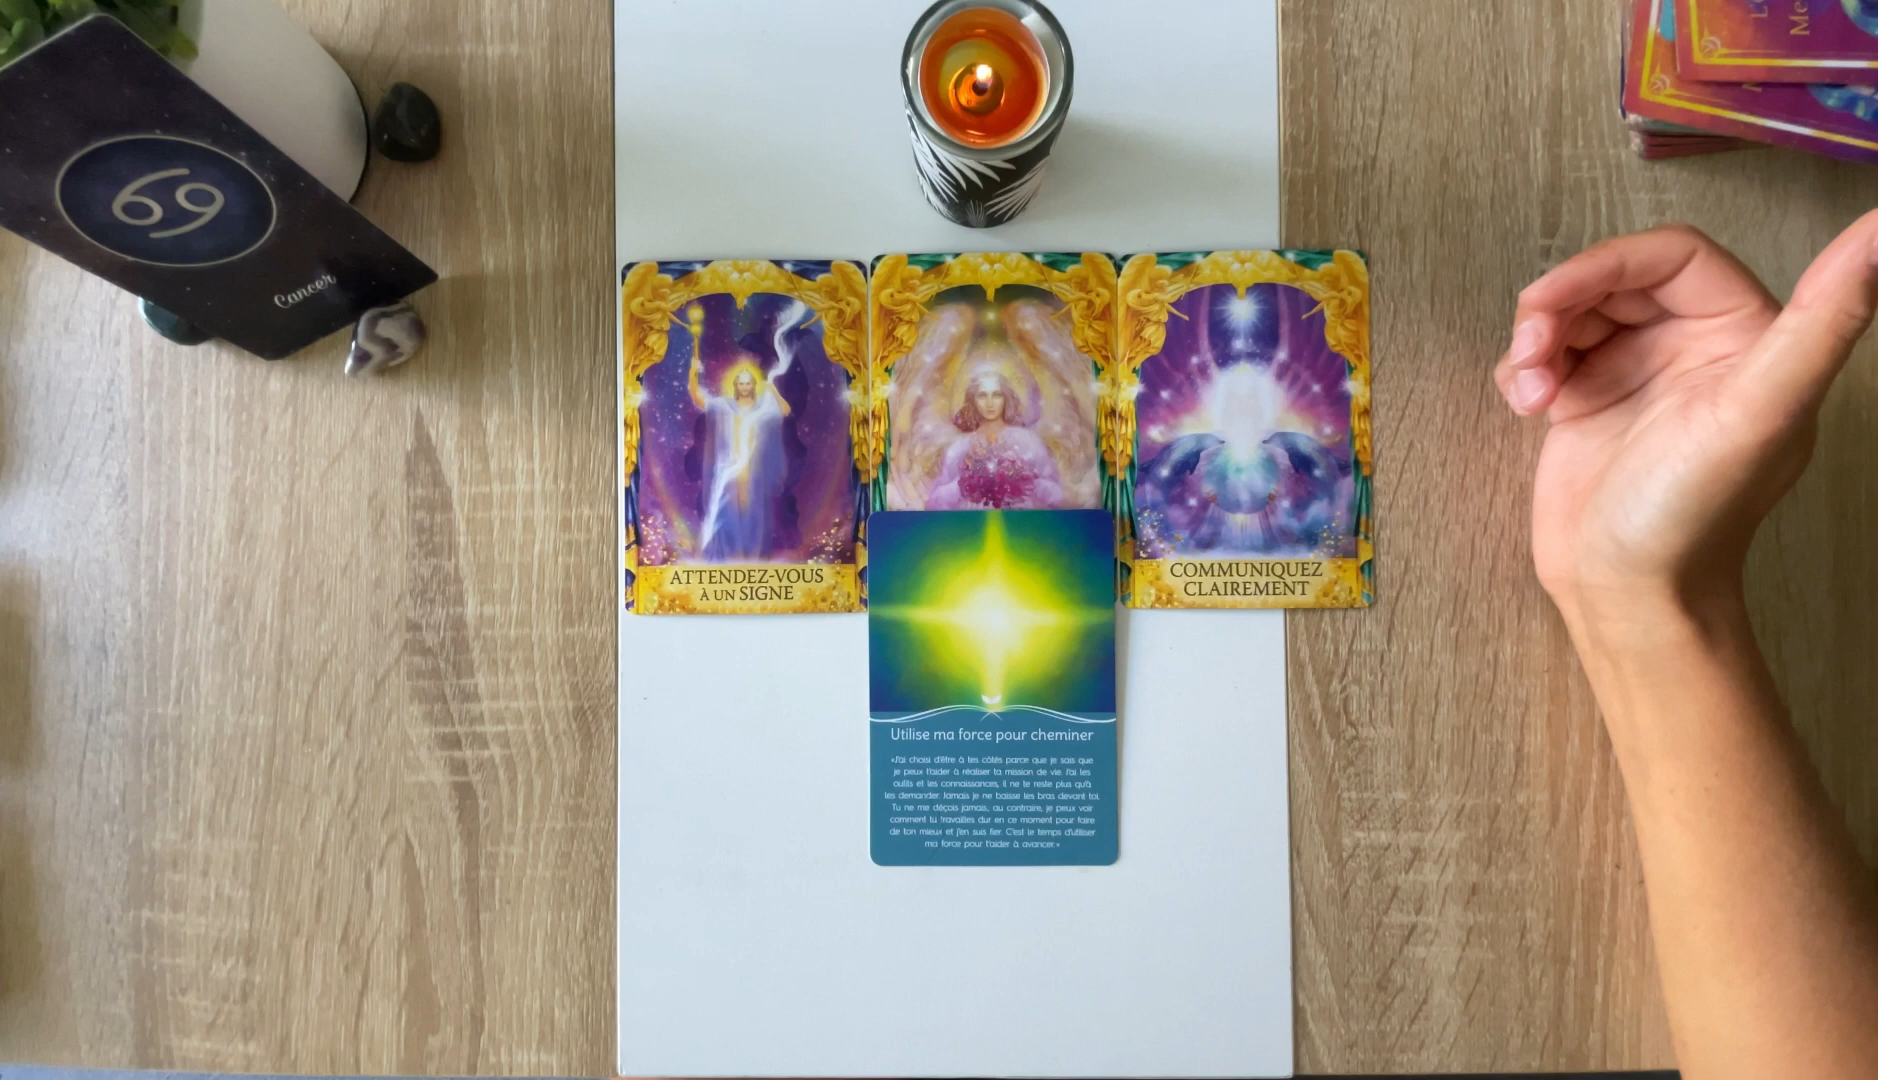 Cancer
Me
ATTENDEZ-VOUS
À UN SIGNE
COMMUNIQUEZ
CLAIREMENT
Utilise ma force pour cheminer
«J'ai choisi d'être à tes côtés parce que je sais que
je peux t'aider à réaliser ta mission de vie. J'ai les
outils et les connaissances, il ne te reste plus qu'à
les demander. Jamais je ne baisse les bras devant toi.
Tu ne me déçois jamais, au contraire, je peux voir
comment tu travailles dur en ce moment pour faire
de ton mieux et j'en suis fier. C'est le temps d'utiliser
ma force pour t'aider à avancer.»